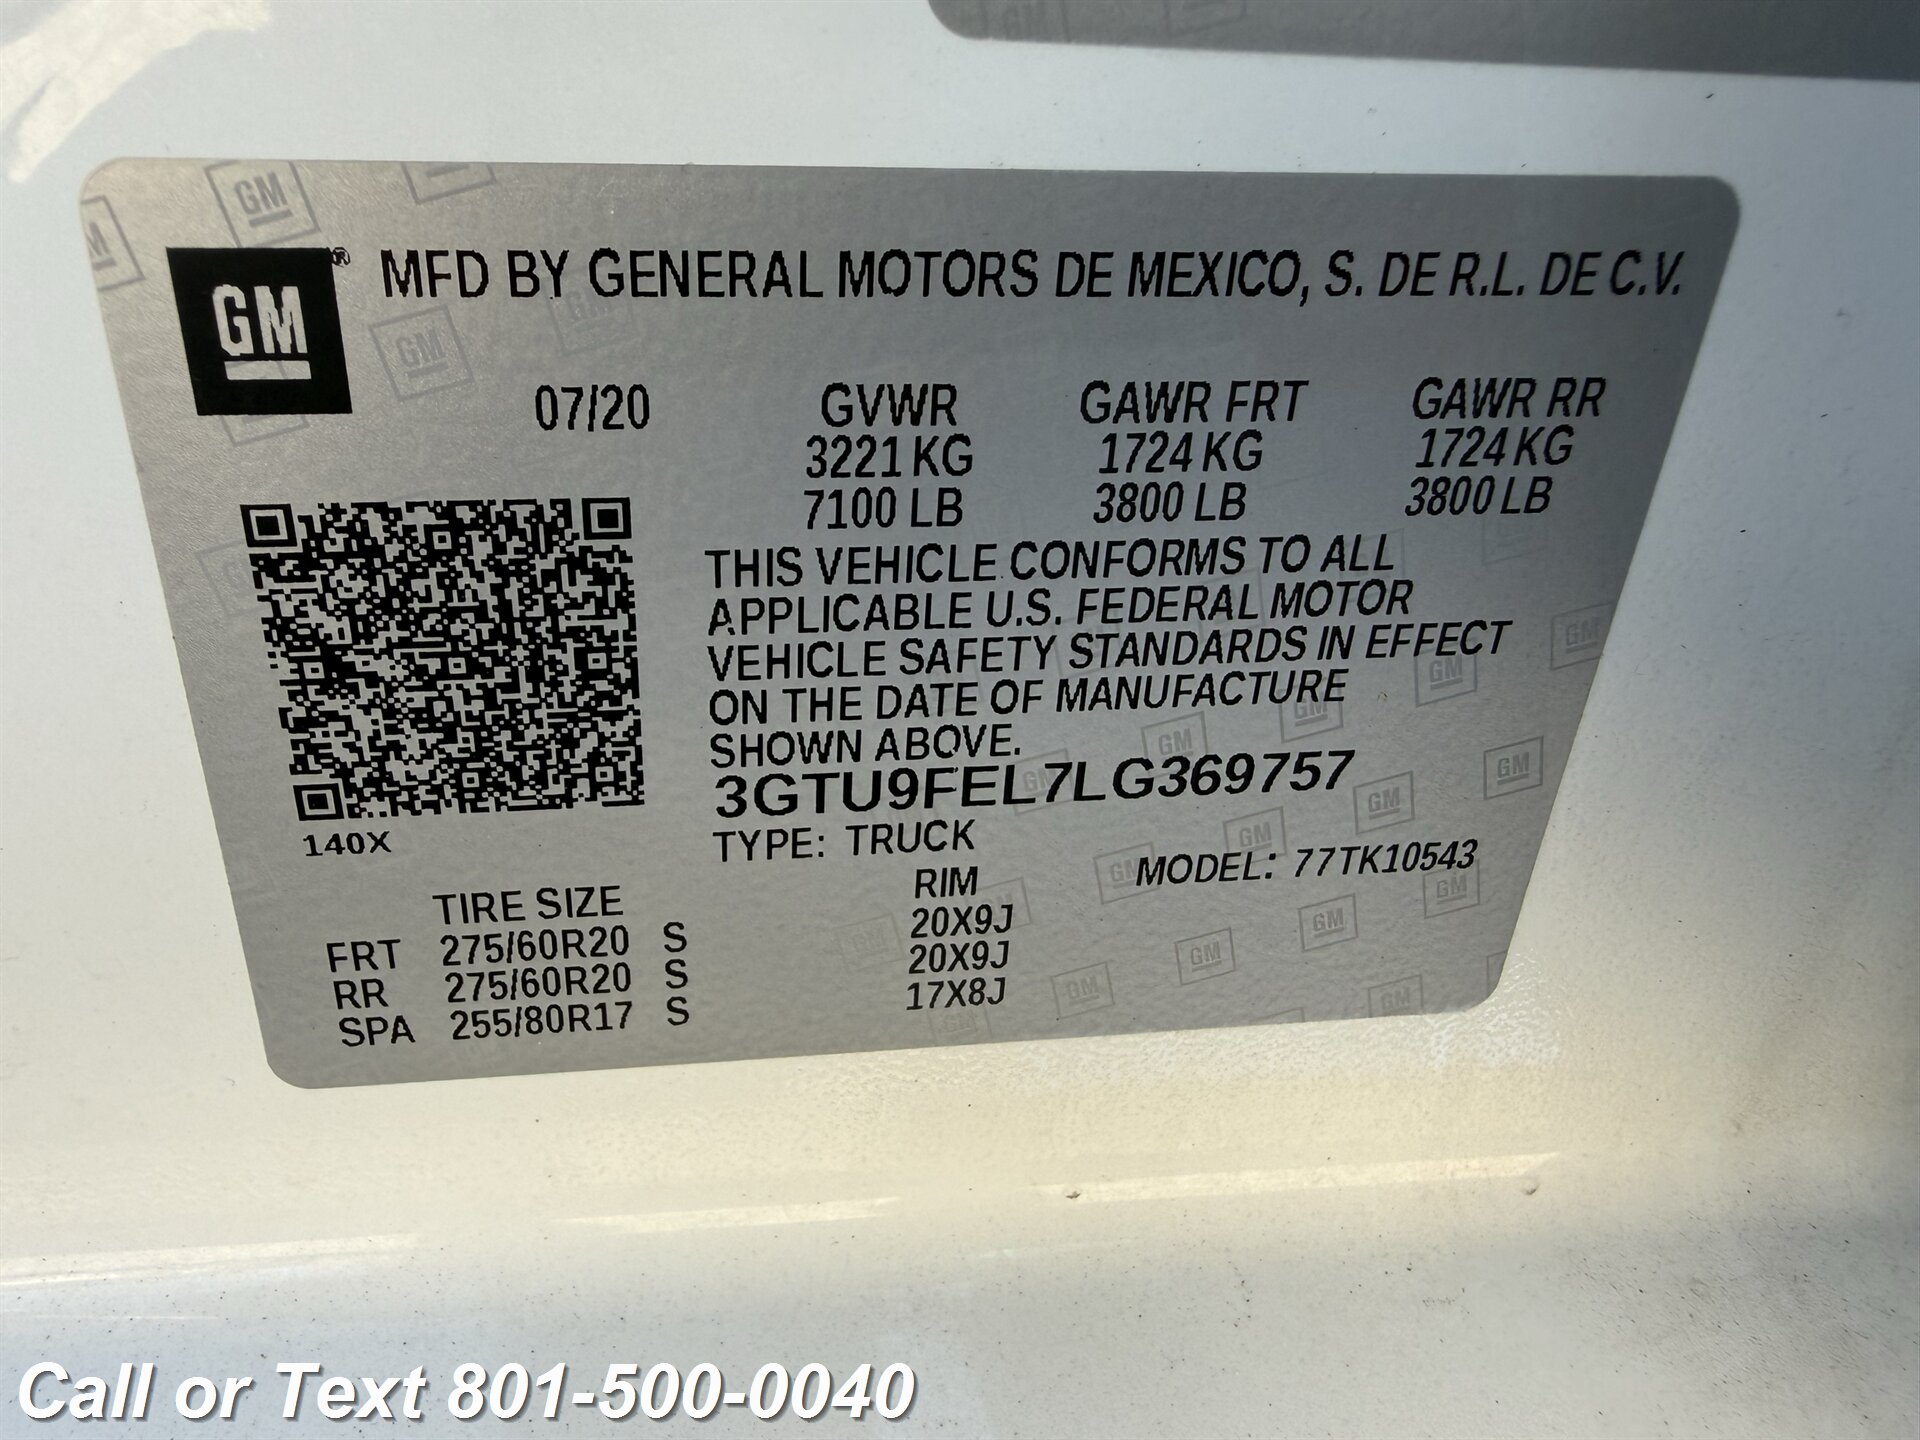 GM ® MFD BY GENERAL MOTORS DE MEXICO, S. DE R.L. DE C.V.
07/20 GVWR GAWR FRT GAWR RR
3221 KG 1724 KG 1724 KG
7100 LB 3800 LB 3800 LB
THIS VEHICLE CONFORMS TO ALL
APPLICABLE U.S. FEDERAL MOTOR
VEHICLE SAFETY STANDARDS IN EFFECT
ON THE DATE OF MANUFACTURE
SHOWN ABOVE.
3GTU9FEL7LG369757
140X
TYPE: TRUCK MODEL: 77TK10543
TIRE SIZE RIM
FRT 275/60R20 S 20X9J
RR 275/60R20 S 20X9J
SPA 255/80R17 S 17X8J
Call or Text 801-500-0040